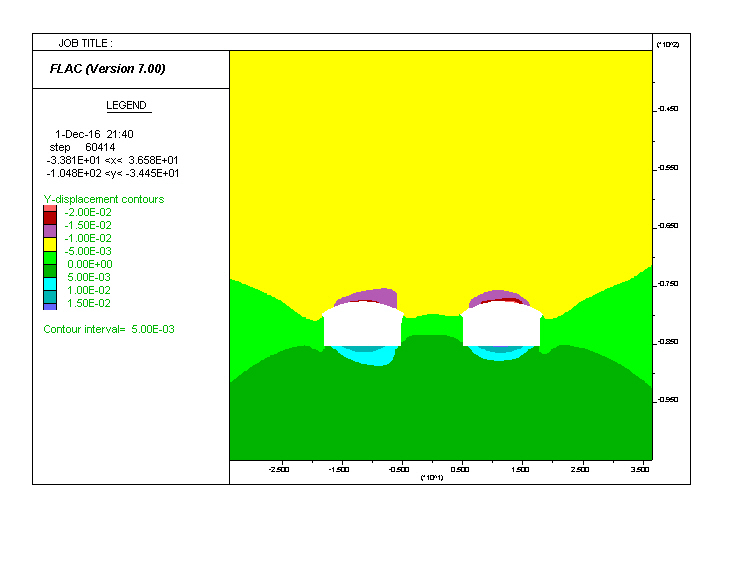 JOB TITLE :
FLAC (Version 7.00)
LEGEND
1-Dec-16 21:40
step 60414
-3.381E+01 <x< 3.658E+01
-1.048E+02 <y< -3.445E+01
Y-displacement contours
-2.00E-02
-1.50E-02
-1.00E-02
-5.00E-03
0.00E+00
5.00E-03
1.00E-02
1.50E-02
Contour interval= 5.00E-03
(*10^2)
-0.450
-0.550
-0.650
-0.750
-0.850
-0.950
-2.500 -1.500 -0.500 0.500 1.500 2.500 3.500
(*10^1)